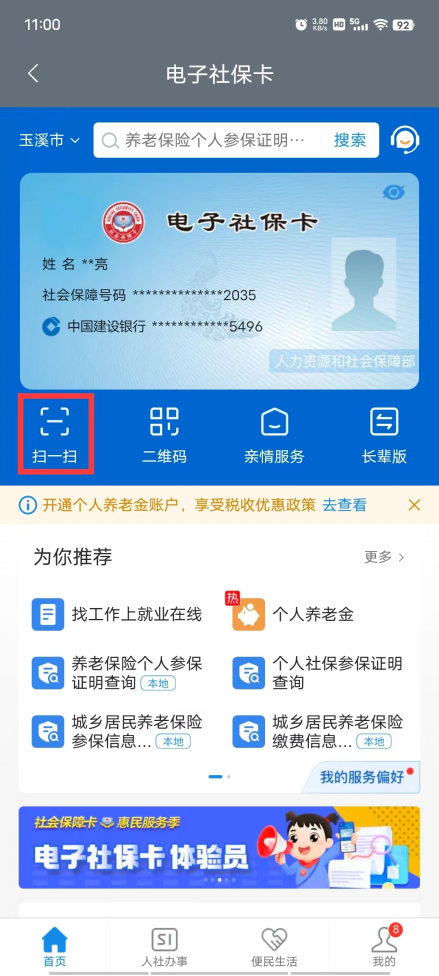 11:00
3.80 KB/s HD 5G 92
电子社保卡
玉溪市
养老保险个人参保证明… 搜索
电子社保卡
姓名 **亮
社会保障号码 **************2035
中国建设银行 ************5496
人力资源和社会保障部
扫一扫 二维码 亲情服务 长辈版
开通个人养老金账户，享受税收优惠政策 去查看
为你推荐 更多
找工作上就业在线
热 个人养老金
养老保险个人参保
证明查询 本地
个人社保参保证明
查询
城乡居民养老保险
参保信息... 本地
城乡居民养老保险
缴费信息... 本地
我的服务偏好
社会保障卡 惠民服务季
电子社保卡 体验员
SI 8
首页 人社办事 便民生活 我的